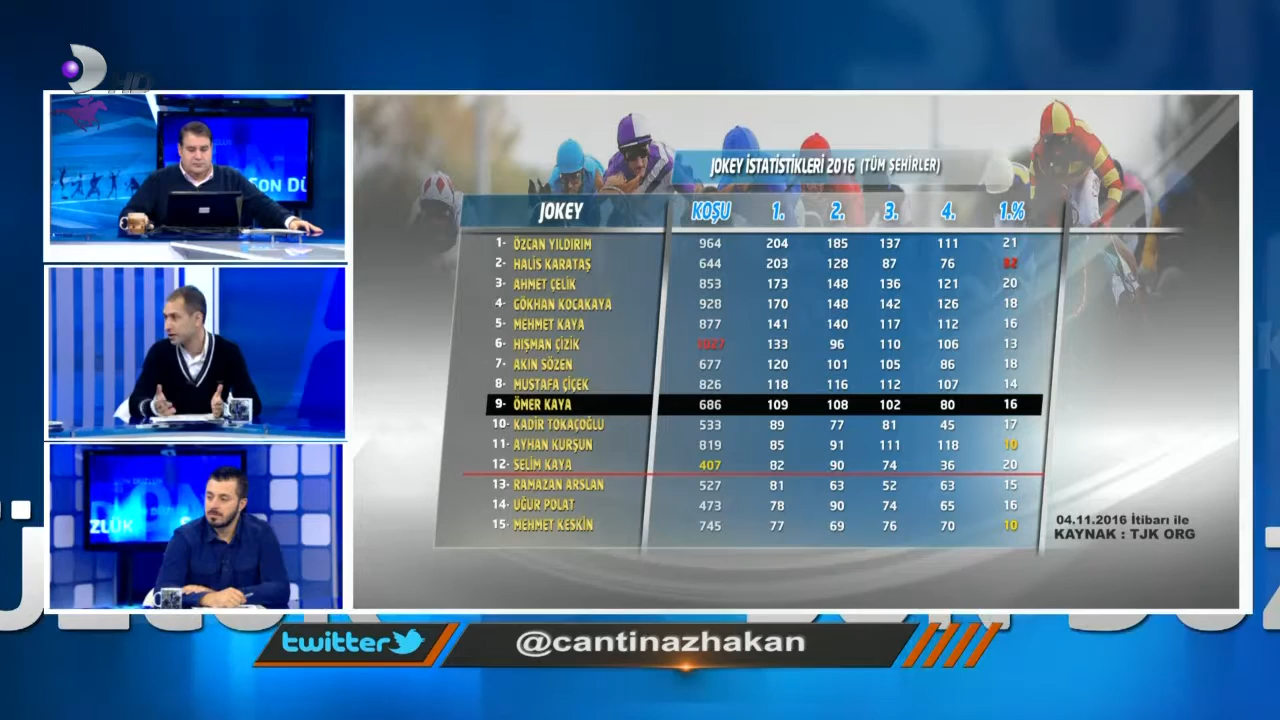 HD
SON DÜ
JOKEY İSTATİSTİKLERİ 2016 (TÜM ŞEHİRLER)
JOKEY KOŞU 1. 2. 3. 4. 1.%
1- ÖZCAN YILDIRIM 964 204 185 137 111 21
2- HALİS KARATAŞ 644 203 128 87 76 32
3- AHMET ÇELİK 853 173 148 136 121 20
4- GÖKHAN KOCAKAYA 928 170 148 142 126 18
5- MEHMET KAYA 877 141 140 117 112 16
6- HIŞMAN ÇİZİK 1027 133 96 110 106 13
7- AKIN SÖZEN 677 120 101 105 86 18
8- MUSTAFA ÇİÇEK 826 118 116 112 107 14
9- ÖMER KAYA 686 109 108 102 80 16
10- KADİR TOKAÇOĞLU 533 89 77 81 45 17
11- AYHAN KURŞUN 819 85 91 111 118 10
12- SELİM KAYA 407 82 90 74 36 20
13- RAMAZAN ARSLAN 527 81 63 52 63 15
14- UĞUR POLAT 473 78 90 74 65 16
15- MEHMET KESKİN 745 77 69 76 70 10
04.11.2016 İtibarı ile
KAYNAK : TJK ORG
ZLÜK
twitter @cantinazhakan